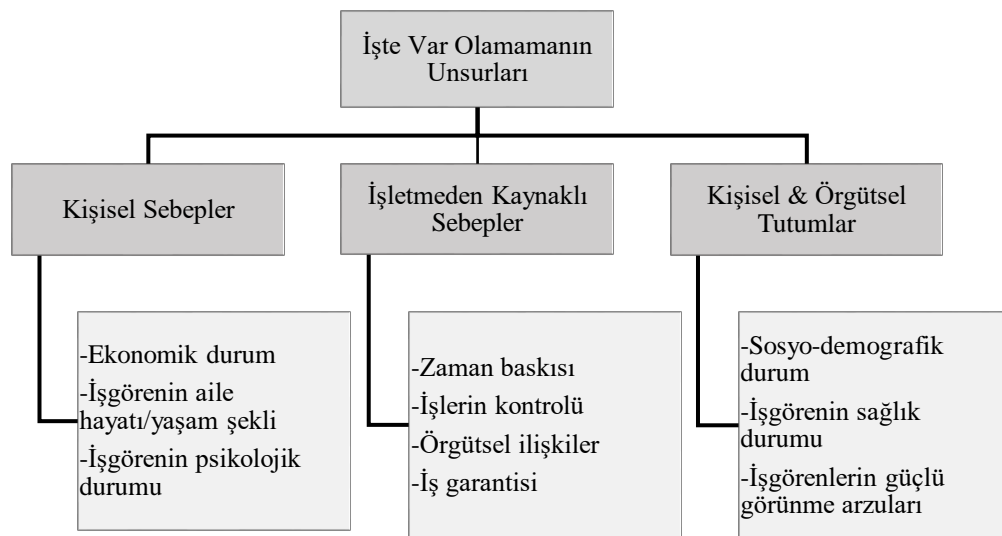 İşte Var Olamamanın
Unsurları
Kişisel Sebepler
İşletmeden Kaynaklı
Sebepler
Kişisel & Örgütsel
Tutumlar
-Ekonomik durum
-İşgörenin aile
hayatı/yaşam şekli
-İşgörenin psikolojik
durumu
-Zaman baskısı
-İşlerin kontrolü
-Örgütsel ilişkiler
-İş garantisi
-Sosyo-demografik
durum
-İşgörenin sağlık
durumu
-İşgörenlerin güçlü
görünme arzuları